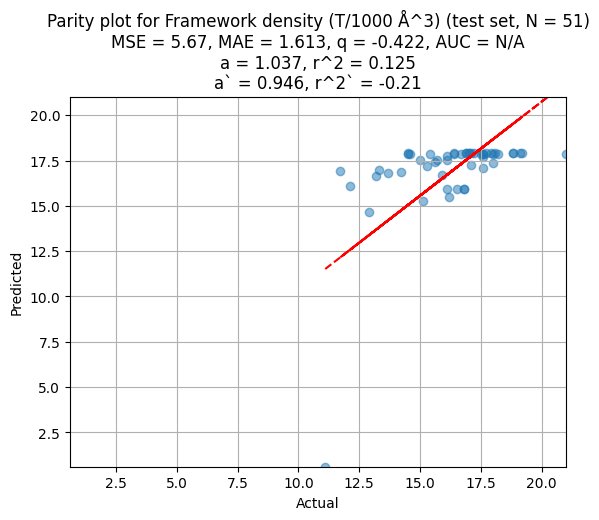 Parity plot for Framework density (T/1000 Å^3) (test set, N = 51)
MSE = 5.67, MAE = 1.613, q = -0.422, AUC = N/A
a = 1.037, r^2 = 0.125
a` = 0.946, r^2` = -0.21
20.0
17.5
15.0
12.5
10.0
7.5
5.0
2.5
Predicted
2.5 5.0 7.5 10.0 12.5 15.0 17.5 20.0
Actual